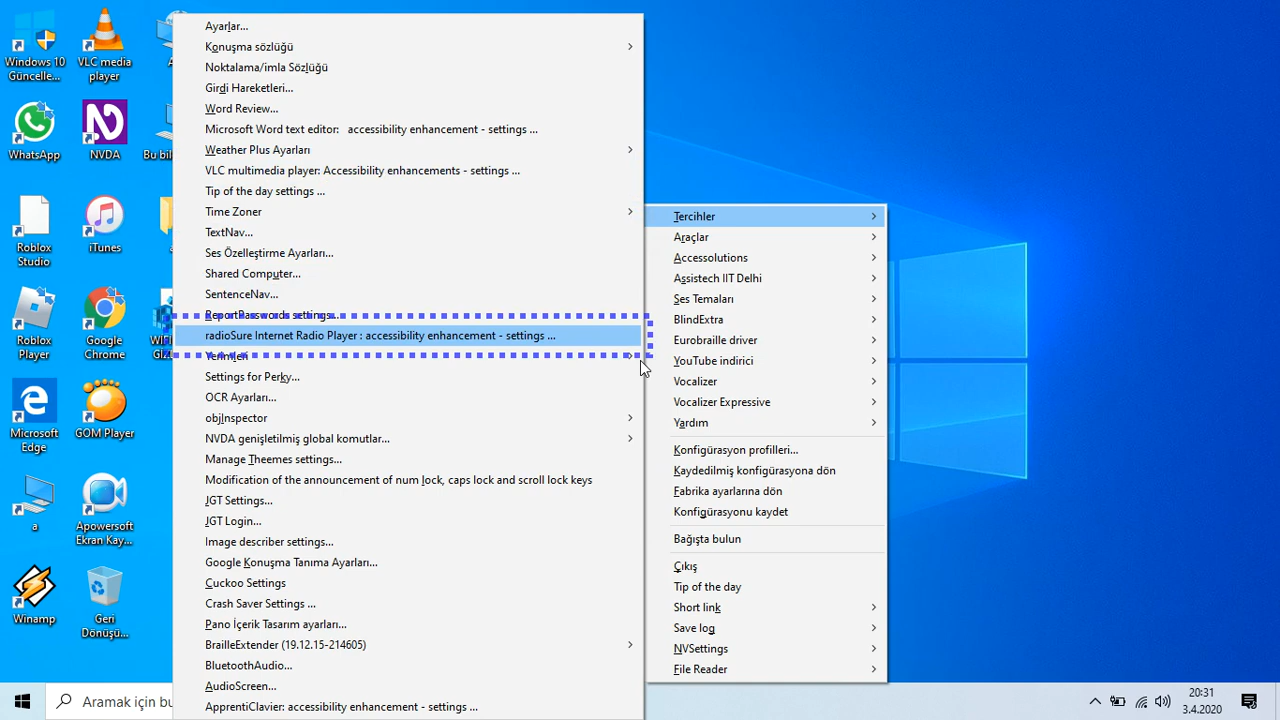 Windows 10
Güncelle...
VLC media
player
WhatsApp
NVDA
Bu bil
Roblox
Studio
iTunes
Roblox
Player
Google
Chrome
Microsoft
Edge
GOM Player
a
Apowersoft
Ekran Kay...
Winamp
Geri
Dönüşü...
Ayarlar...
Konuşma sözlüğü
Noktalama/imla Sözlüğü
Girdi Hareketleri...
Word Review...
Microsoft Word text editor: accessibility enhancement - settings ...
Weather Plus Ayarları
VLC multimedia player: Accessibility enhancements - settings ...
Tip of the day settings ...
Time Zoner
TextNav...
Ses Özelleştirme Ayarları...
Shared Computer...
SentenceNav...
ReportPasswords settings...
radioSure Internet Radio Player : accessibility enhancement - settings ...
Yerimleri
Settings for Perky...
OCR Ayarları...
objInspector
NVDA genişletilmiş global komutlar...
Manage Theemes settings...
Modification of the announcement of num lock, caps lock and scroll lock keys
JGT Settings...
JGT Login...
Image describer settings...
Google Konuşma Tanıma Ayarları...
Cuckoo Settings
Crash Saver Settings ...
Pano İçerik Tasarım ayarları...
BrailleExtender (19.12.15-214605)
BluetoothAudio...
AudioScreen...
ApprentiClavier: accessibility enhancement - settings ...
Tercihler
Araçlar
Accessolutions
Assistech IIT Delhi
Ses Temaları
BlindExtra
Eurobraille driver
YouTube indirici
Vocalizer
Vocalizer Expressive
Yardım
Konfigürasyon profilleri...
Kaydedilmiş konfigürasyona dön
Fabrika ayarlarına dön
Konfigürasyonu kaydet
Bağışta bulun
Çıkış
Tip of the day
Short link
Save log
NVSettings
File Reader
Aramak için bu
20:31
3.4.2020